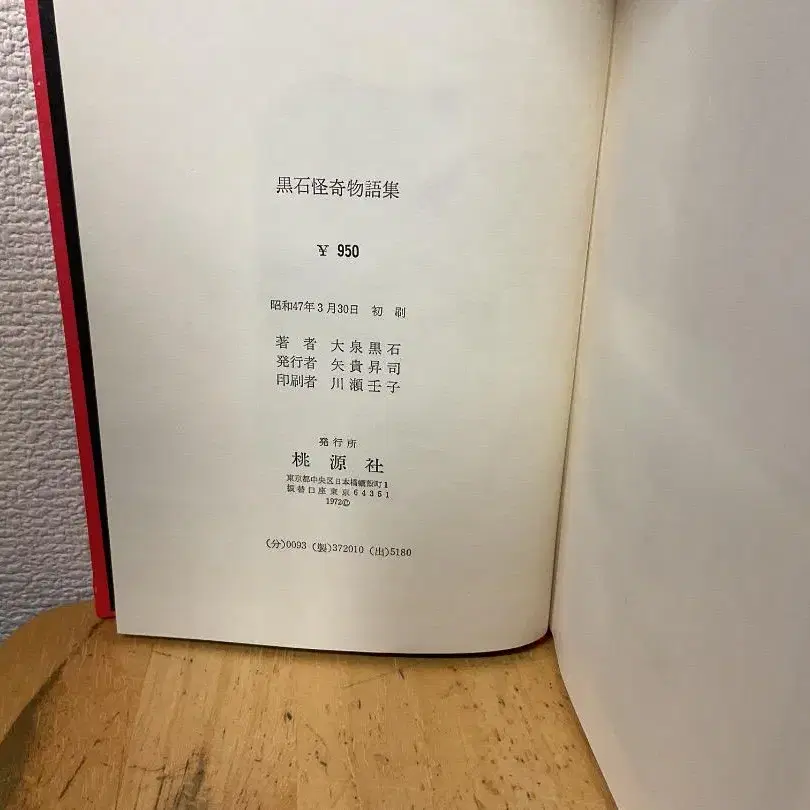 黒石怪奇物語集
¥ 950
昭和47年3月30日 初 刷
著 者 大泉黒石
発行者 矢貴昇司
印刷者 川瀬壬子
発行所
桃源社
東京都中央区日本橋蠣殻町1
振替口座東京64351
1972©
(分)0093 (製)372010 (出)5180